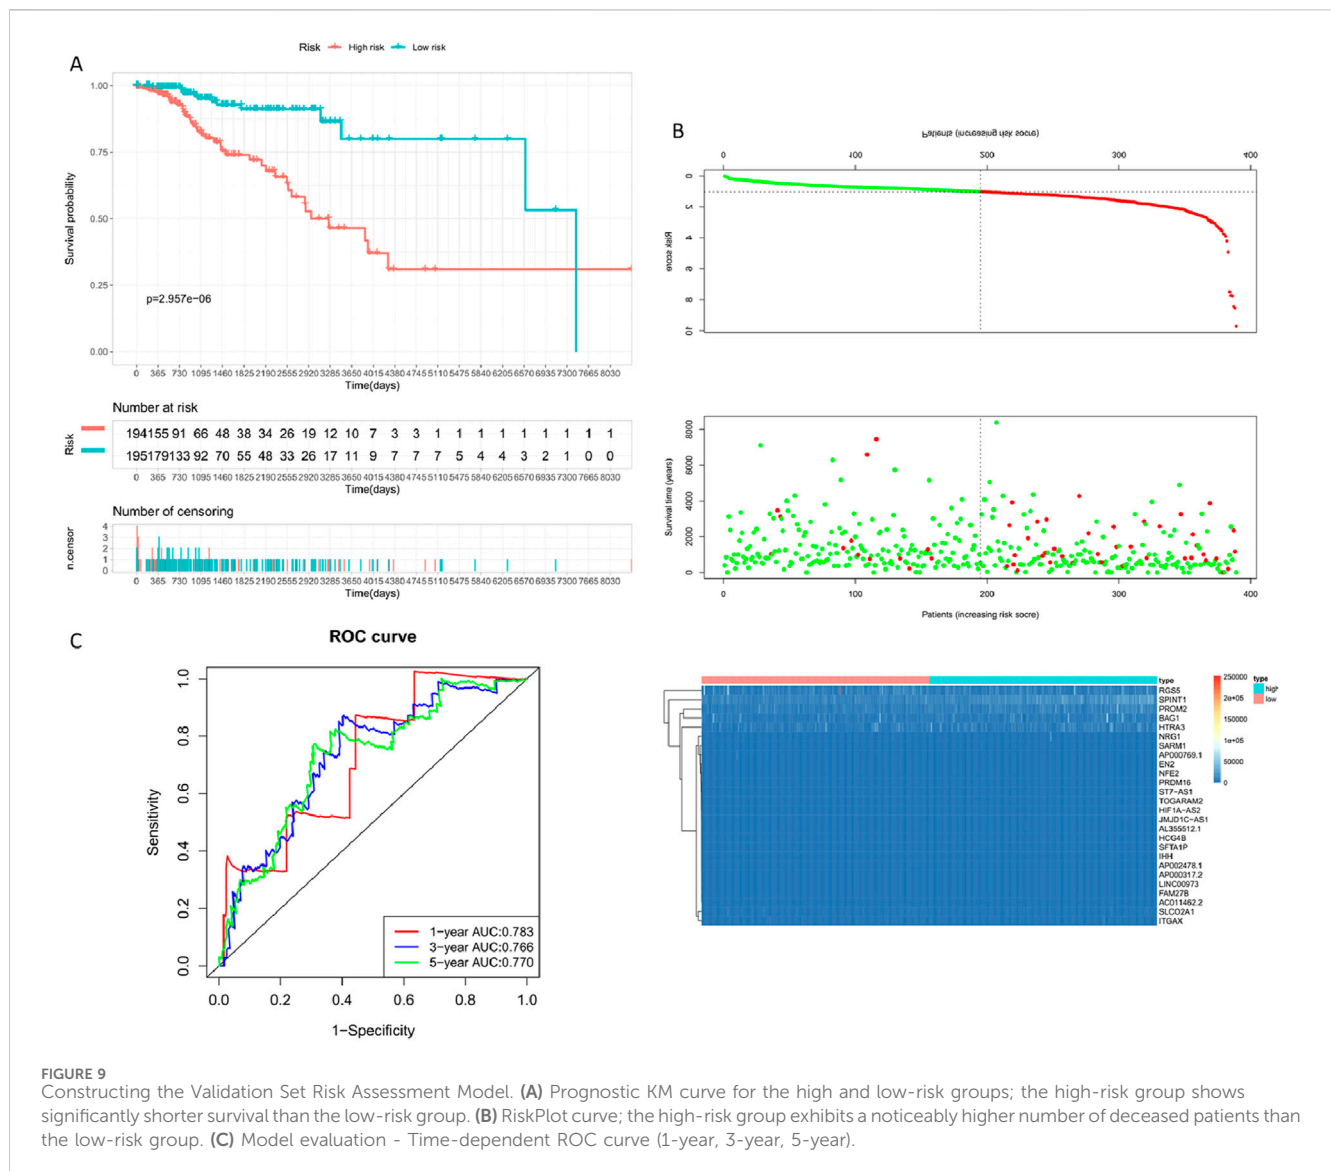 Risk High risk Low risk
A
Survival probability
1.00
0.75
0.50
0.25
0.00
p=2.957e−06
0 365 730 1095 1460 1825 2190 2555 2920 3285 3650 4015 4380 4745 5110 5475 5840 6205 6570 6935 7300 7665 8030
Time(days)
Number at risk
Risk
194 155 91 66 48 38 34 26 19 12 10 7 3 3 1 1 1 1 1 1 1 1 1
195 179 133 92 70 55 48 33 26 17 11 9 7 7 7 5 4 4 3 2 1 0 0
0 365 730 1095 1460 1825 2190 2555 2920 3285 3650 4015 4380 4745 5110 5475 5840 6205 6570 6935 7300 7665 8030
Time(days)
Number of censoring
n.censor
4
3
2
1
0
0 365 730 1095 1460 1825 2190 2555 2920 3285 3650 4015 4380 4745 5110 5475 5840 6205 6570 6935 7300 7665 8030
Time(days)
B
Patients (increasing risk socre)
0 100 200 300 400
Risk score
0
2
4
6
8
10
Survival time (years)
8000
6000
4000
2000
0
0 100 200 300 400
Patients (increasing risk socre)
type
RGS5
SPINT1
PROM2
BAG1
HTRA3
NRG1
SARM1
AP000769.1
EN2
NFE2
PRDM16
ST7−AS1
TOGARAM2
HIF1A−AS2
JMJD1C−AS1
AL355512.1
HCG4B
SFTA1P
IHH
AP002478.1
AP000317.2
LINC00973
FAM27B
AC011462.2
SLCO2A1
ITGAX
250000
2e+05
150000
1e+05
50000
0
type
high
low
C
ROC curve
Sensitivity
1.0
0.8
0.6
0.4
0.2
0.0
1−year AUC:0.783
3−year AUC:0.766
5−year AUC:0.770
0.0 0.2 0.4 0.6 0.8 1.0
1−Specificity
FIGURE 9
Constructing the Validation Set Risk Assessment Model. (A) Prognostic KM curve for the high and low-risk groups; the high-risk group shows
significantly shorter survival than the low-risk group. (B) RiskPlot curve; the high-risk group exhibits a noticeably higher number of deceased patients than
the low-risk group. (C) Model evaluation - Time-dependent ROC curve (1-year, 3-year, 5-year).